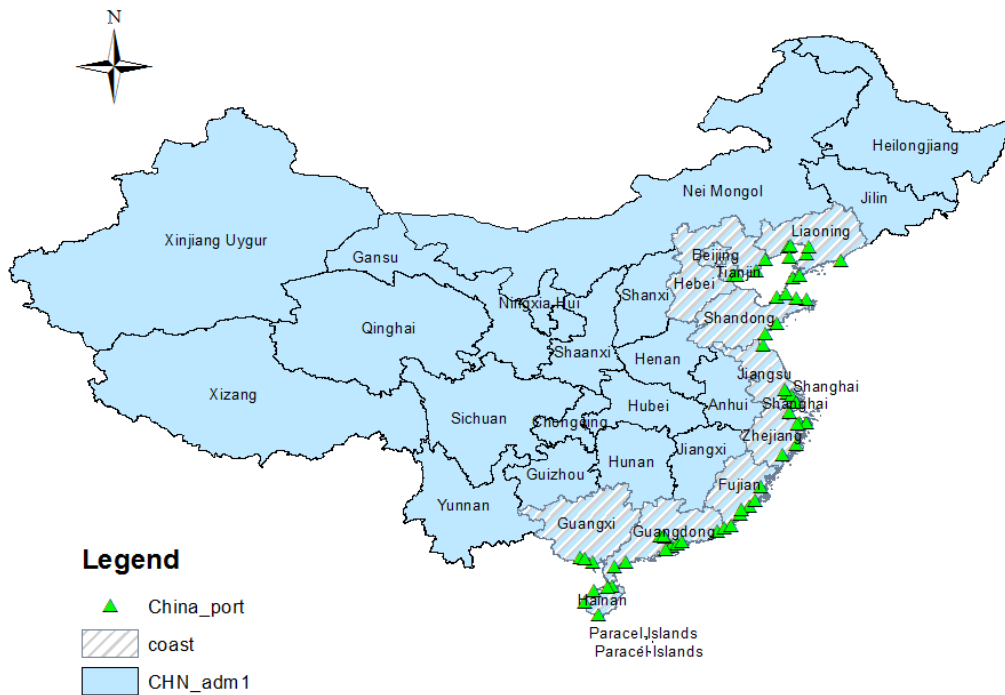 N
Heilongjiang
Nei Mongol
Jilin
Liaoning
Xinjiang Uygur
Gansu
Beijing
Tianjin
Hebei
Ningxia Hui
Shanxi
Shandong
Qinghai
Shaanxi
Henan
Jiangsu
Xizang
Shanghai
Shanghai
Hubei
Anhui
Sichuan
Chongqing
Zhejiang
Hunan
Jiangxi
Guizhou
Fujian
Yunnan
Guangxi
Guangdong
Hainan
Paracel Islands
Paracel Islands
Legend
China_port
coast
CHN_adm1